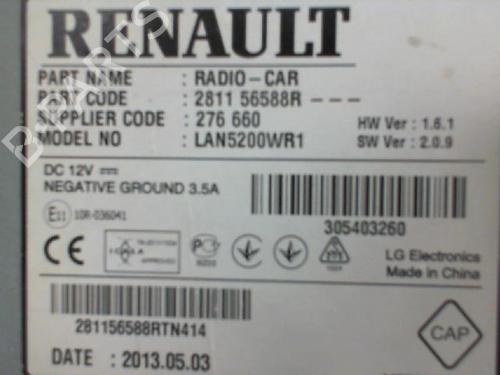 RENAULT
PART NAME : RADIO-CAR
PART CODE : 2811 56588R - - -
SUPPLIER CODE : 276 660
HW Ver : 1.6.1
MODEL NO : LAN5200WR1
SW Ver : 2.0.9
DC 12V
NEGATIVE GROUND 3.5A
E11 10R-036041
305403260
CE
LG Electronics
Made in China
281156588RTN414
CAP
DATE : 2013.05.03